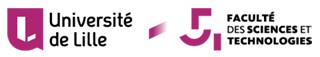 Université
de Lille
FACULTÉ
DES SCIENCES ET
TECHNOLOGIES